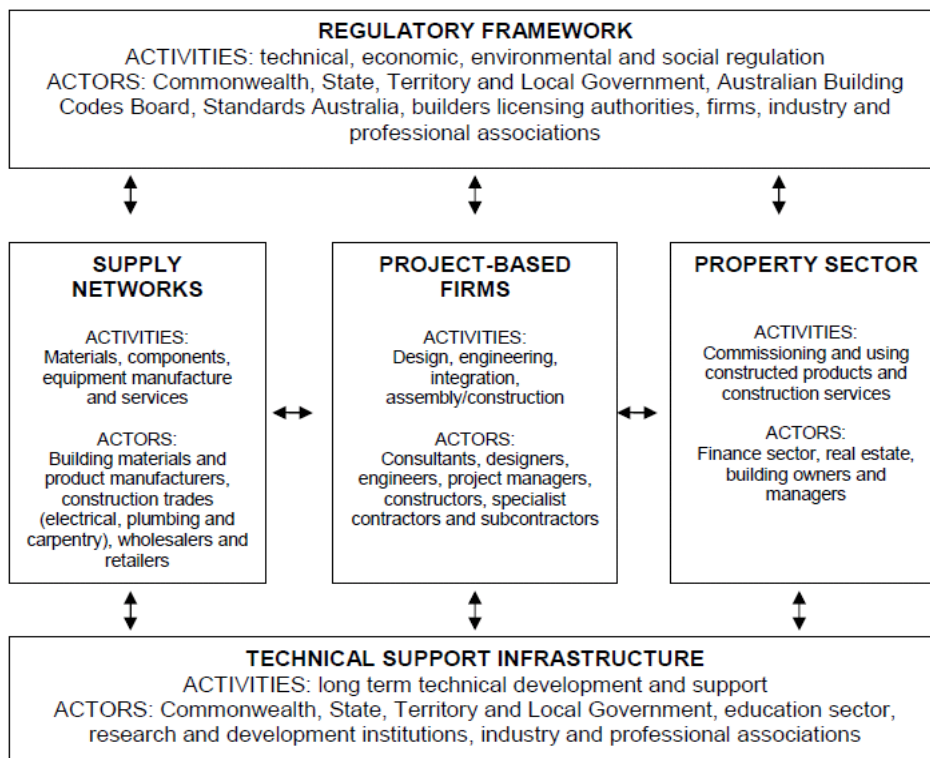 REGULATORY FRAMEWORK
ACTIVITIES: technical, economic, environmental and social regulation
ACTORS: Commonwealth, State, Territory and Local Government, Australian Building
Codes Board, Standards Australia, builders licensing authorities, firms, industry and
professional associations
SUPPLY
NETWORKS
ACTIVITIES:
Materials, components,
equipment manufacture
and services
ACTORS:
Building materials and
product manufacturers,
construction trades
(electrical, plumbing and
carpentry), wholesalers and
retailers
PROJECT-BASED
FIRMS
ACTIVITIES:
Design, engineering,
integration,
assembly/construction
ACTORS:
Consultants, designers,
engineers, project managers,
constructors, specialist
contractors and subcontractors
PROPERTY SECTOR
ACTIVITIES:
Commissioning and using
constructed products and
construction services
ACTORS:
Finance sector, real estate,
building owners and
managers
TECHNICAL SUPPORT INFRASTRUCTURE
ACTIVITIES: long term technical development and support
ACTORS: Commonwealth, State, Territory and Local Government, education sector,
research and development institutions, industry and professional associations